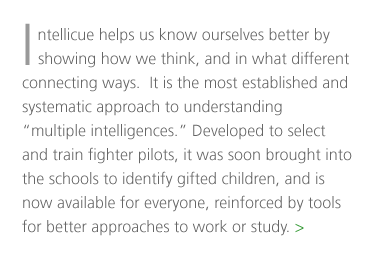 Intellicue helps us know ourselves better by
showing how we think, and in what different
connecting ways.  It is the most established and
systematic approach to understanding
“multiple intelligences.” Developed to select
and train fighter pilots, it was soon brought into
the schools to identify gifted children, and is
now available for everyone, reinforced by tools
for better approaches to work or study. >